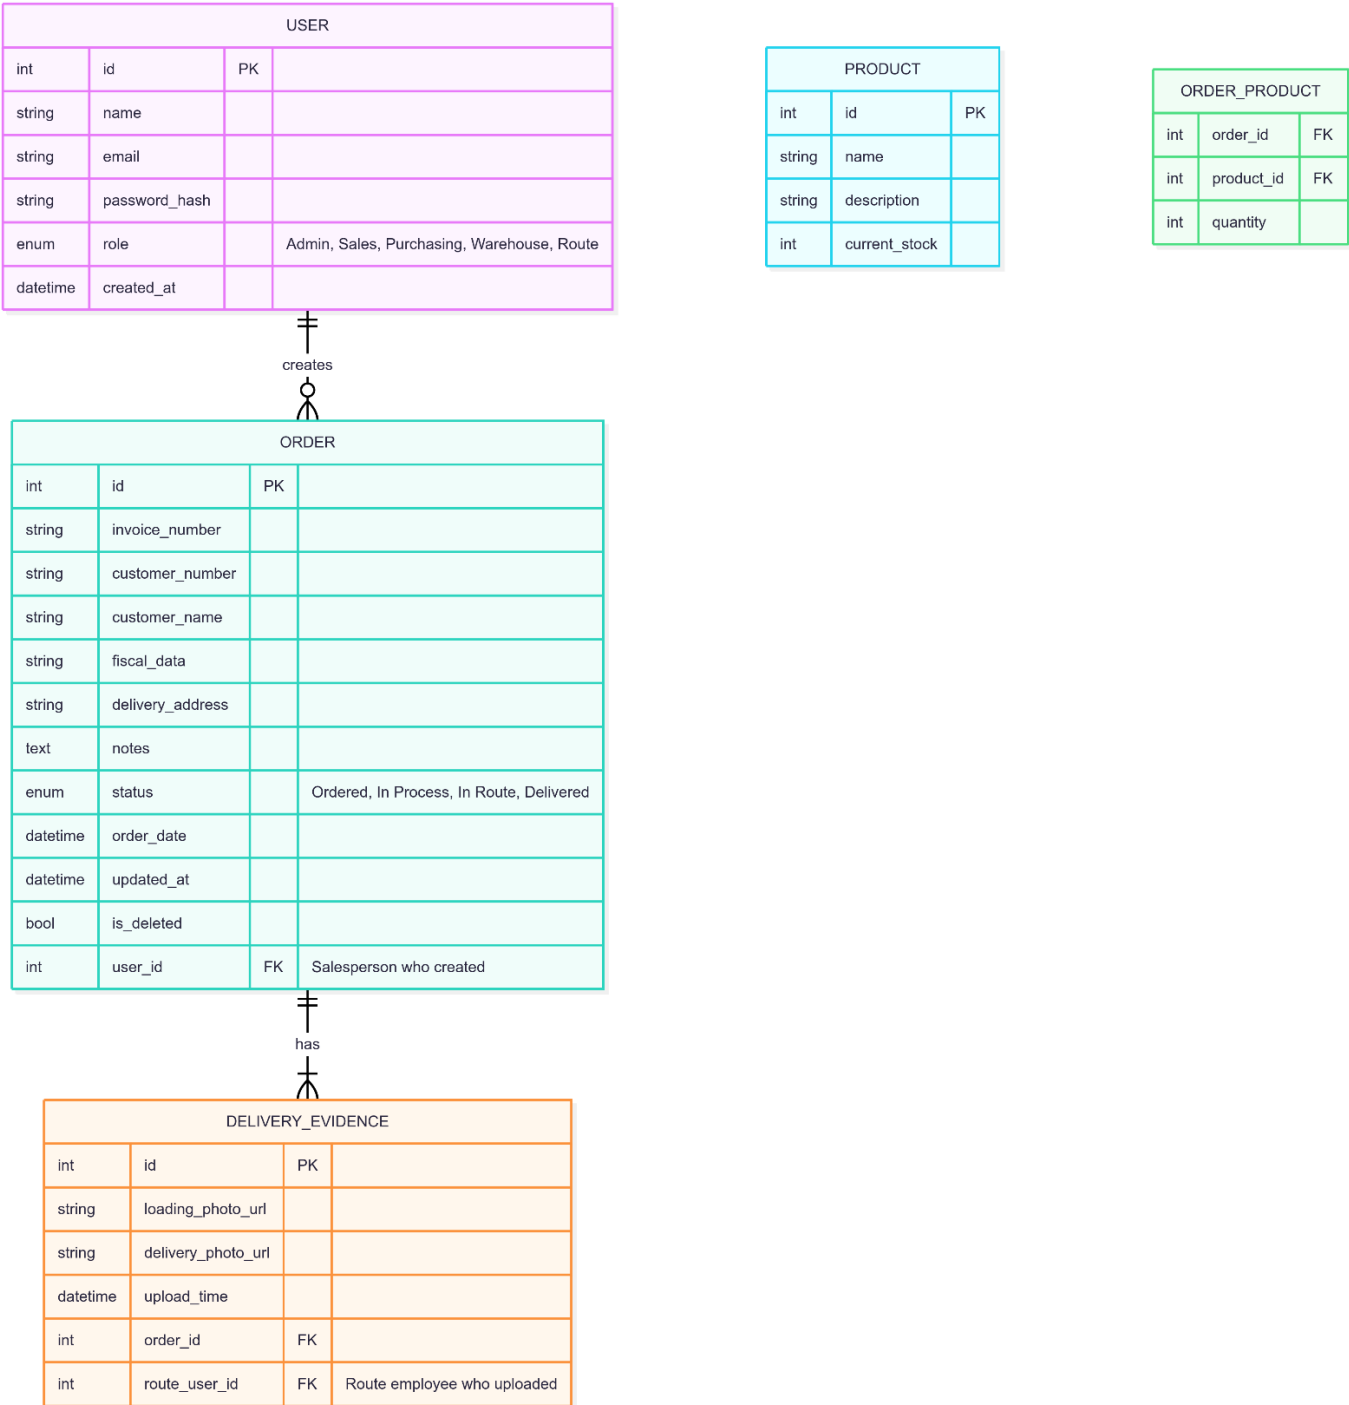 USER
int id PK
string name
string email
string password_hash
enum role Admin, Sales, Purchasing, Warehouse, Route
datetime created_at
creates
ORDER
int id PK
string invoice_number
string customer_number
string customer_name
string fiscal_data
string delivery_address
text notes
enum status Ordered, In Process, In Route, Delivered
datetime order_date
datetime updated_at
bool is_deleted
int user_id FK Salesperson who created
has
DELIVERY_EVIDENCE
int id PK
string loading_photo_url
string delivery_photo_url
datetime upload_time
int order_id FK
int route_user_id FK Route employee who uploaded
PRODUCT
int id PK
string name
string description
int current_stock
ORDER_PRODUCT
int order_id FK
int product_id FK
int quantity